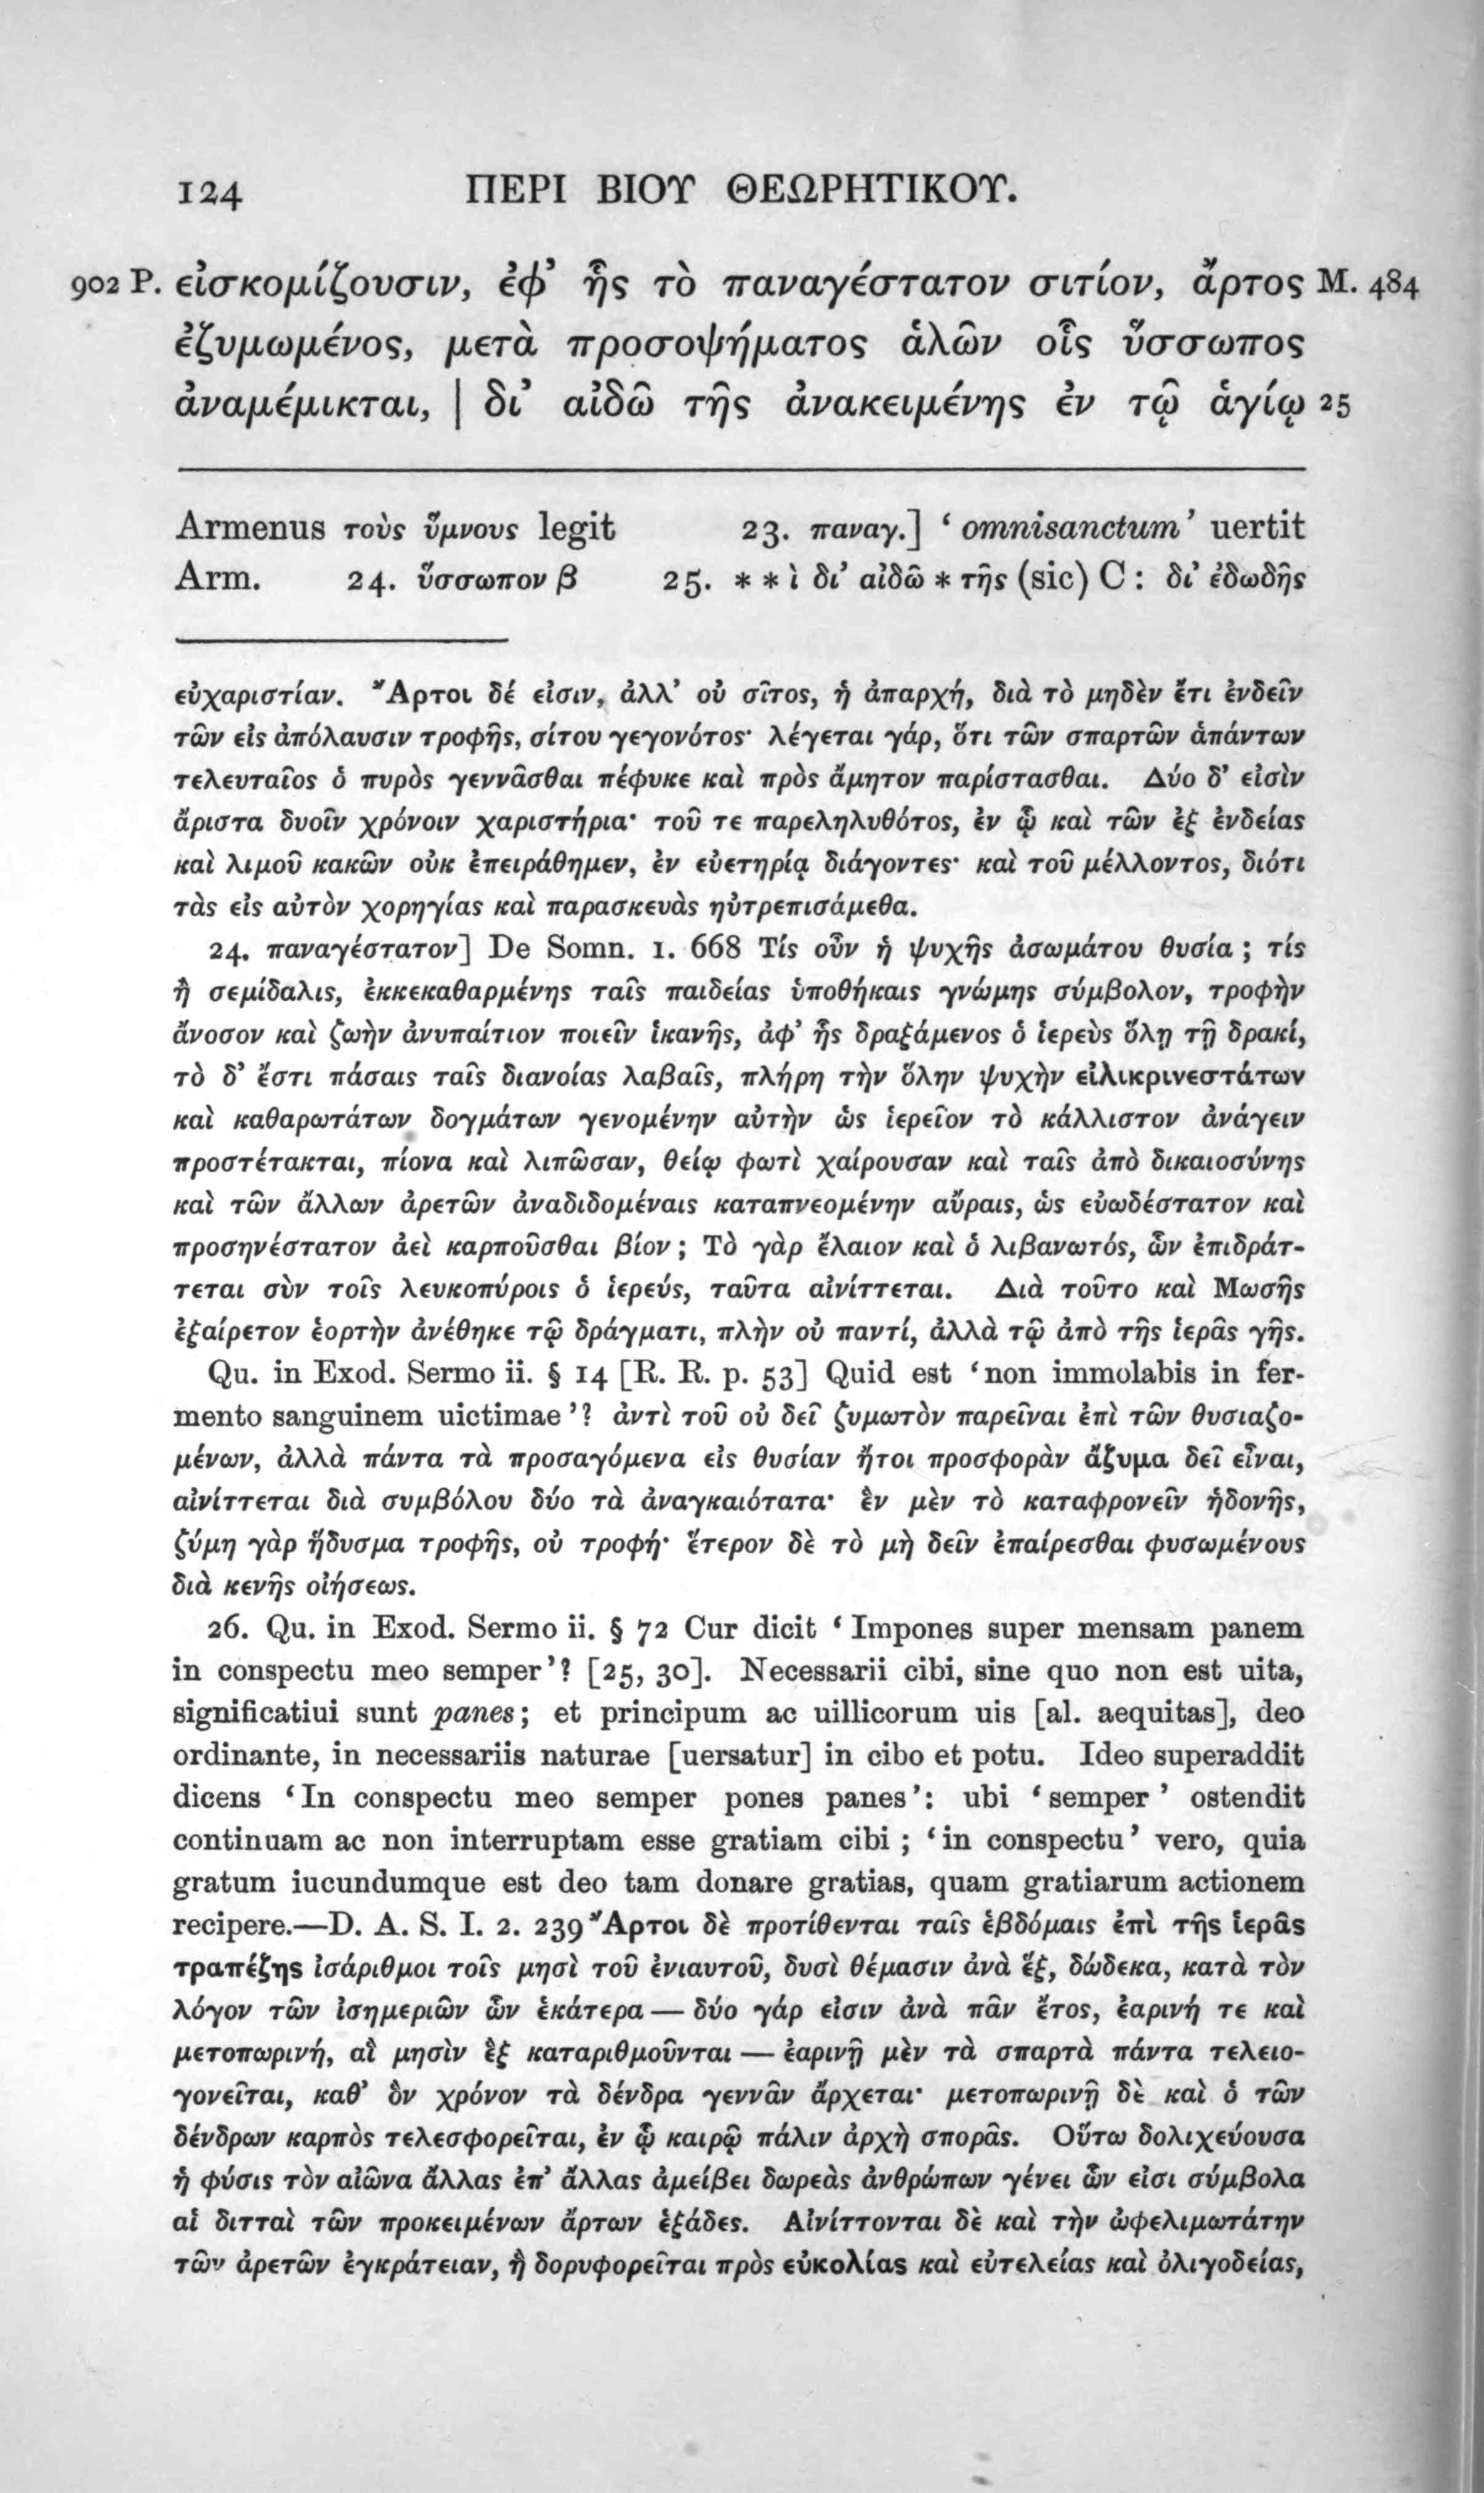 124 ΠΕΡΙ ΒΙΟΥ ΘΕΩΡΗΤΙΚΟΥ.
902 P. εἰσκομίζουσιν, ἐφ’ ἧς τὸ παναγέστατον σιτίον, ἄρτος M. 484
ἐζυμωμένος, μετὰ προσοψήματος ἁλῶν οἷς ὕσσωπος
ἀναμέμικται, | δι’ αἰδῶ τῆς ἀνακειμένης ἐν τῷ ἁγίῳ 25
Armenus τοὺς ὕμνους legit 23. παναγ.] ‘omnisanctum’ uertit
Arm. 24. ὕσσωπον β 25. * * ὶ δι’ αἰδῶ * τῆς (sic) C : δι’ ἐδωδῆς
εὐχαριστίαν. Ἄρτοι δέ εἰσιν, ἀλλ’ οὐ σῖτος, ἡ ἀπαρχή, διὰ τὸ μηδὲν ἔτι ἐνδεῖν
τῶν εἰς ἀπόλαυσιν τροφῆς, σίτου γεγονότος· λέγεται γάρ, ὅτι τῶν σπαρτῶν ἁπάντων
τελευταῖος ὁ πυρὸς γεννᾶσθαι πέφυκε καὶ πρὸς ἄμητον παρίστασθαι. Δύο δ’ εἰσὶν
ἄριστα δυοῖν χρόνοιν χαριστήρια· τοῦ τε παρεληλυθότος, ἐν ᾧ καὶ τῶν ἐξ ἐνδείας
καὶ λιμοῦ κακῶν οὐκ ἐπειράθημεν, ἐν εὐετηρίᾳ διάγοντες· καὶ τοῦ μέλλοντος, διότι
τὰς εἰς αὐτὸν χορηγίας καὶ παρασκευὰς ηὐτρεπισάμεθα.
24. παναγέστατον] De Somn. 1. 668 Τίς οὖν ἡ ψυχῆς ἀσωμάτου θυσία ; τίς
ἢ σεμίδαλις, ἐκκεκαθαρμένης ταῖς παιδείας ὑποθήκαις γνώμης σύμβολον, τροφὴν
ἄνοσον καὶ ζωὴν ἀνυπαίτιον ποιεῖν ἱκανῆς, ἀφ’ ἧς δραξάμενος ὁ ἱερεὺς ὅλῃ τῇ δρακί,
τὸ δ’ ἔστι πάσαις ταῖς διανοίας λαβαῖς, πλήρη τὴν ὅλην ψυχὴν εἰλικρινεστάτων
καὶ καθαρωτάτων δογμάτων γενομένην αὐτὴν ὡς ἱερεῖον τὸ κάλλιστον ἀνάγειν
προστέτακται, πίονα καὶ λιπῶσαν, θείῳ φωτὶ χαίρουσαν καὶ ταῖς ἀπὸ δικαιοσύνης
καὶ τῶν ἄλλων ἀρετῶν ἀναδιδομέναις καταπνεομένην αὔραις, ὡς εὐωδέστατον καὶ
προσηνέστατον ἀεὶ καρποῦσθαι βίον ; Τὸ γὰρ ἔλαιον καὶ ὁ λιβανωτός, ὧν ἐπιδράτ-
τεται σὺν τοῖς λευκοπύροις ὁ ἱερεύς, ταῦτα αἰνίττεται. Διὰ τοῦτο καὶ Μωσῆς
ἐξαίρετον ἑορτὴν ἀνέθηκε τῷ δράγματι, πλὴν οὐ παντί, ἀλλὰ τῷ ἀπὸ τῆς ἱερᾶς γῆς.
Qu. in Exod. Sermo ii. § 14 [R. R. p. 53] Quid est ‘non immolabis in fer-
mento sanguinem uictimae’? ἀντὶ τοῦ οὐ δεῖ ζυμωτὸν παρεῖναι ἐπὶ τῶν θυσιαζο-
μένων, ἀλλὰ πάντα τὰ προσαγόμενα εἰς θυσίαν ἤτοι προσφορὰν ἄζυμα δεῖ εἶναι,
αἰνίττεται διὰ συμβόλου δύο τὰ ἀναγκαιότατα· ἓν μὲν τὸ καταφρονεῖν ἡδονῆς,
ζύμη γὰρ ἥδυσμα τροφῆς, οὐ τροφή· ἕτερον δὲ τὸ μὴ δεῖν ἐπαίρεσθαι φυσωμένους
διὰ κενῆς οἰήσεως.
26. Qu. in Exod. Sermo ii. § 72 Cur dicit ‘Impones super mensam panem
in conspectu meo semper’? [25, 30]. Necessarii cibi, sine quo non est uita,
significatiui sunt panes ; et principum ac uillicorum uis [al. aequitas], deo
ordinante, in necessariis naturae [uersatur] in cibo et potu. Ideo superaddit
dicens ‘In conspectu meo semper pones panes’: ubi ‘semper’ ostendit
continuam ac non interruptam esse gratiam cibi ; ‘in conspectu’ vero, quia
gratum iucundumque est deo tam donare gratias, quam gratiarum actionem
recipere.—D. A. S. I. 2. 239 Ἄρτοι δὲ προτίθενται ταῖς ἑβδόμαις ἐπὶ τῆς ἱερᾶς
τραπέζης ἰσάριθμοι τοῖς μησὶ τοῦ ἐνιαυτοῦ, δυσὶ θέμασιν ἀνὰ ἕξ, δώδεκα, κατὰ τὸν
λόγον τῶν ἰσημεριῶν ὧν ἑκάτερα — δύο γάρ εἰσιν ἀνὰ πᾶν ἔτος, ἐαρινή τε καὶ
μετοπωρινή, αἳ μησὶν ἓξ καταριθμοῦνται — ἐαρινῇ μὲν τὰ σπαρτὰ πάντα τελειο-
γονεῖται, καθ’ ὃν χρόνον τὰ δένδρα γεννᾶν ἄρχεται· μετοπωρινῇ δὲ καὶ ὁ τῶν
δένδρων καρπὸς τελεσφορεῖται, ἐν ᾧ καιρῷ πάλιν ἀρχὴ σπορᾶς. Οὕτω δολιχεύουσα
ἡ φύσις τὸν αἰῶνα ἄλλας ἐπ’ ἄλλας ἀμείβει δωρεὰς ἀνθρώπων γένει ὧν εἰσι σύμβολα
αἱ διτταὶ τῶν προκειμένων ἄρτων ἑξάδες. Αἰνίττονται δὲ καὶ τὴν ὠφελιμωτάτην
τῶν ἀρετῶν ἐγκράτειαν, ἣ δορυφορεῖται πρὸς εὐκολίας καὶ εὐτελείας καὶ ὀλιγοδείας,